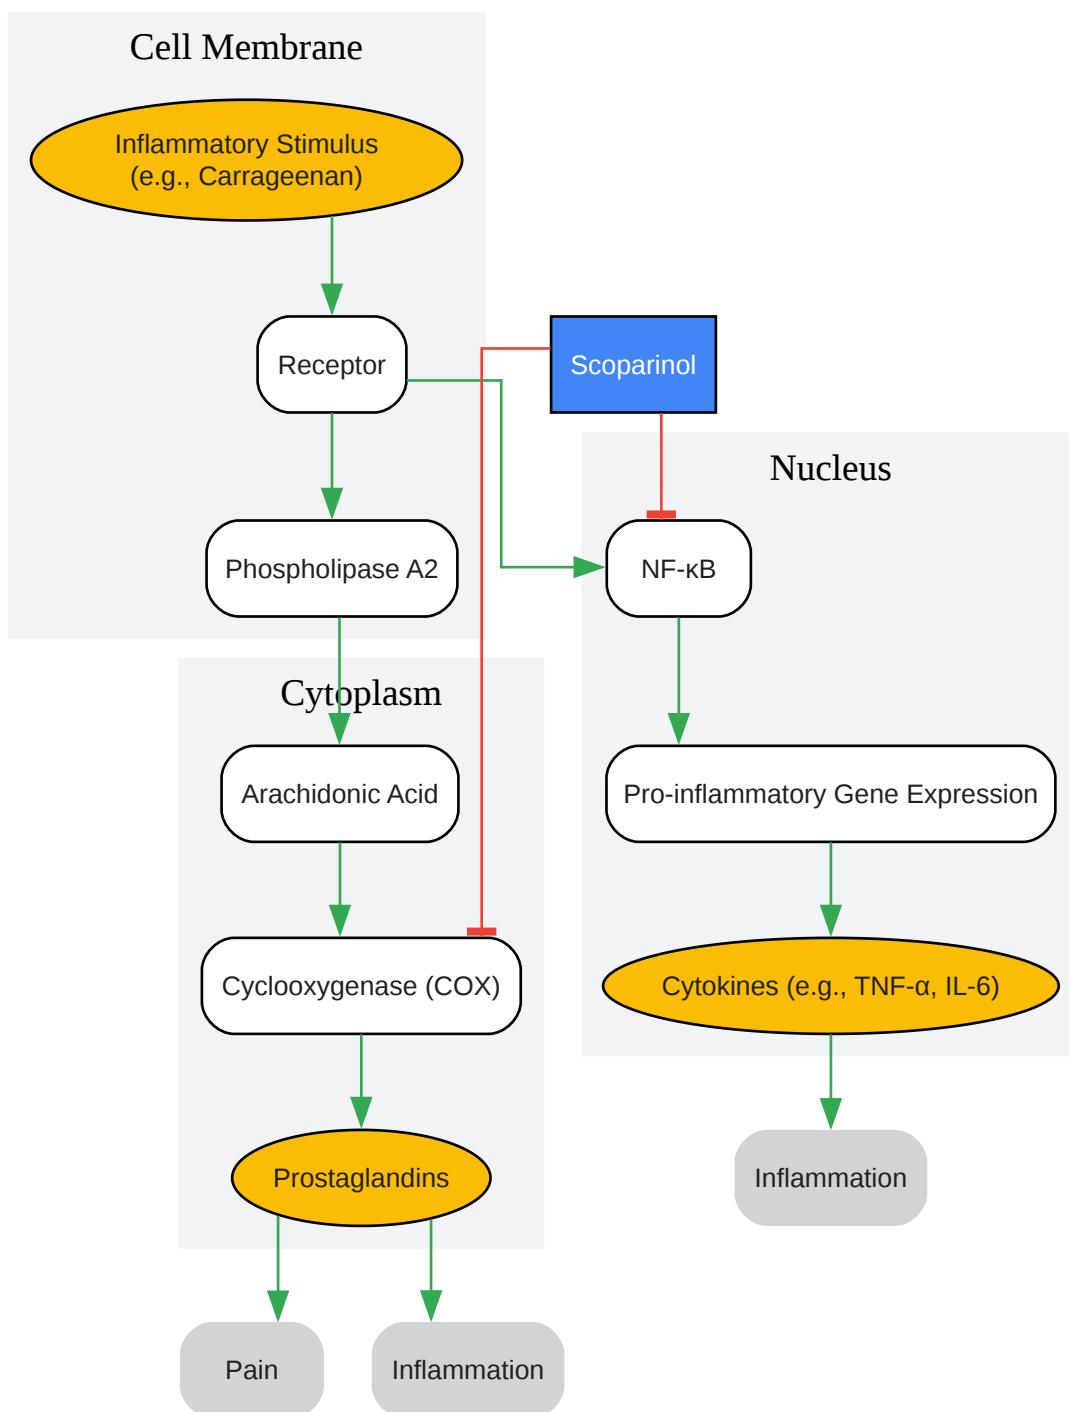 Cell Membrane
Inflammatory Stimulus
(e.g., Carrageenan)
Receptor
Scoparinol
Nucleus
Phospholipase A2
NF-κB
Cytoplasm
Arachidonic Acid
Pro-inflammatory Gene Expression
Cyclooxygenase (COX)
Cytokines (e.g., TNF-α, IL-6)
Prostaglandins
Inflammation
Pain
Inflammation